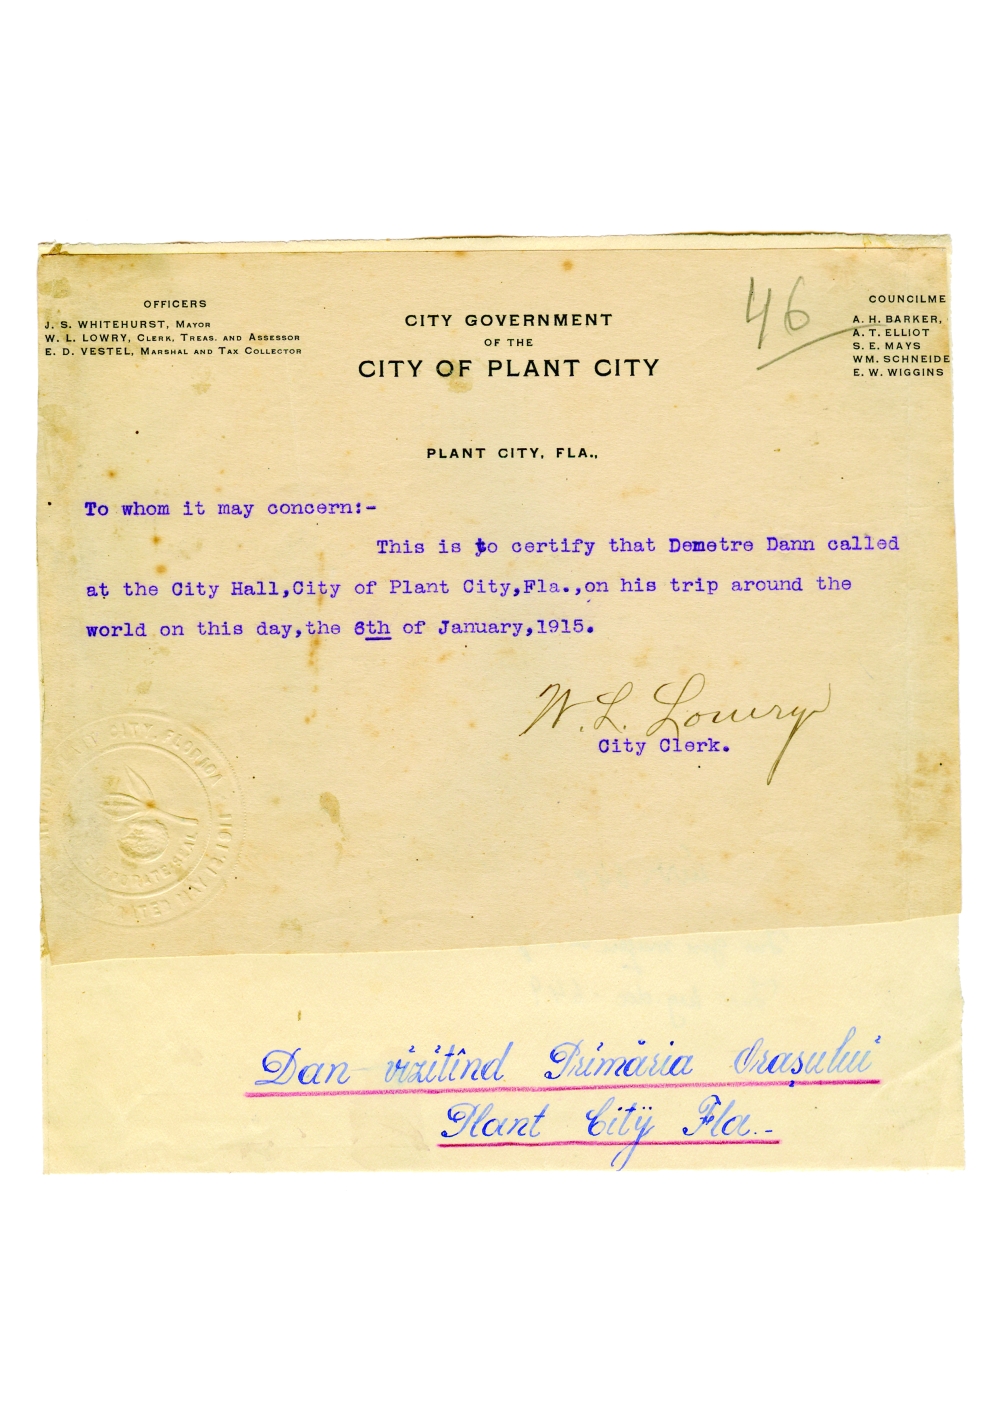 OFFICERS
J. S. WHITEHURST, MAYOR
W. L. LOWRY, CLERK, TREAS. AND ASSESSOR
E. D. VESTEL, MARSHAL AND TAX COLLECTOR
CITY GOVERNMENT
OF THE
CITY OF PLANT CITY
46
COUNCILME
A. H. BARKER,
A. T. ELLIOT
S. E. MAYS
WM. SCHNEIDE
E. W. WIGGINS
PLANT CITY, FLA.,
To whom it may concern:-
This is to certify that Demetre Dann called
at the City Hall,City of Plant City,Fla.,on his trip around the
world on this day,the 6th of January,1915.
W. L. Lowry
City Clerk.
CITY, FLORIDA
Dan vizitînd Primăria Orașului
Plant Citÿ Fla.-